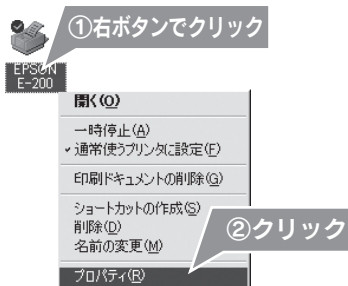 ①右ボタンでクリック
EPSON
E-200
開く(O)
一時停止(A)
✓通常使うプリンタに設定(F)
印刷ドキュメントの削除(G)
ショートカットの作成(S)
削除(D)
名前の変更(M)
②クリック
プロパティ(R)